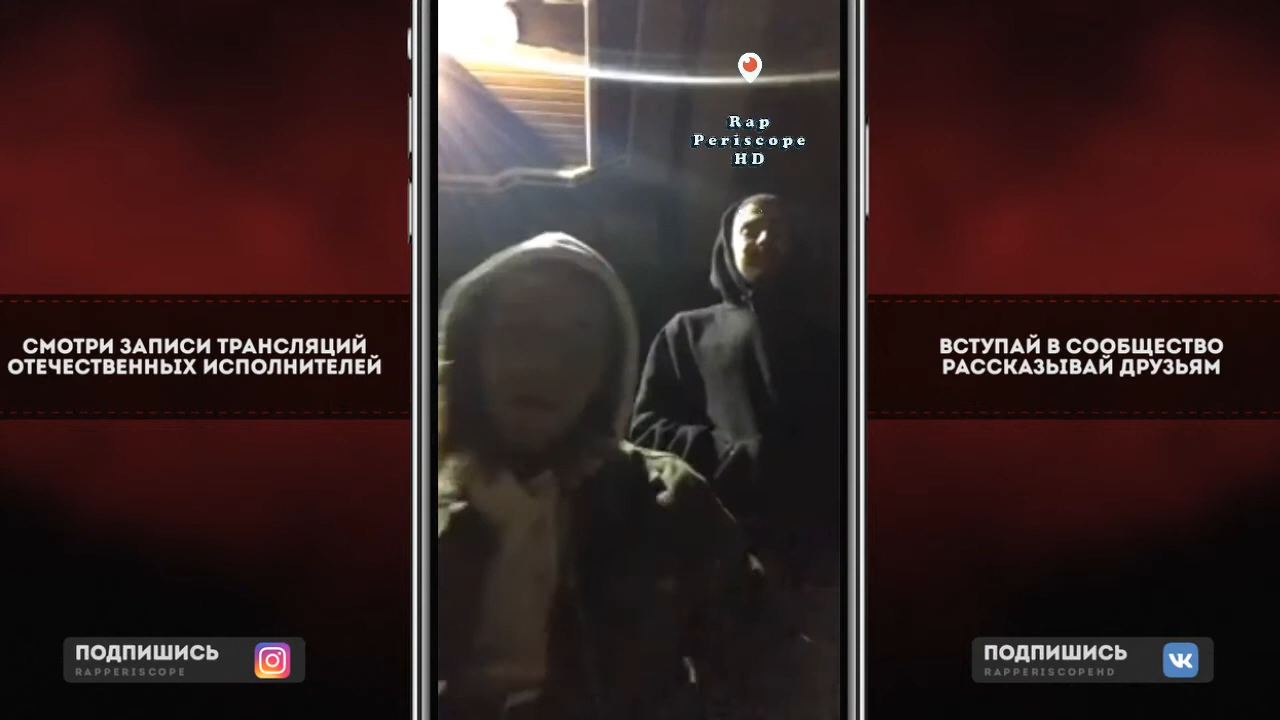 Rap
Periscope
HD
СМОТРИ ЗАПИСИ ТРАНСЛЯЦИЙ
ОТЕЧЕСТВЕННЫХ ИСПОЛНИТЕЛЕЙ
ВСТУПАЙ В СООБЩЕСТВО
РАССКАЗЫВАЙ ДРУЗЬЯМ
ПОДПИШИСЬ
RAPPERISCOPE
ПОДПИШИСЬ
RAPPERISCOPEHD